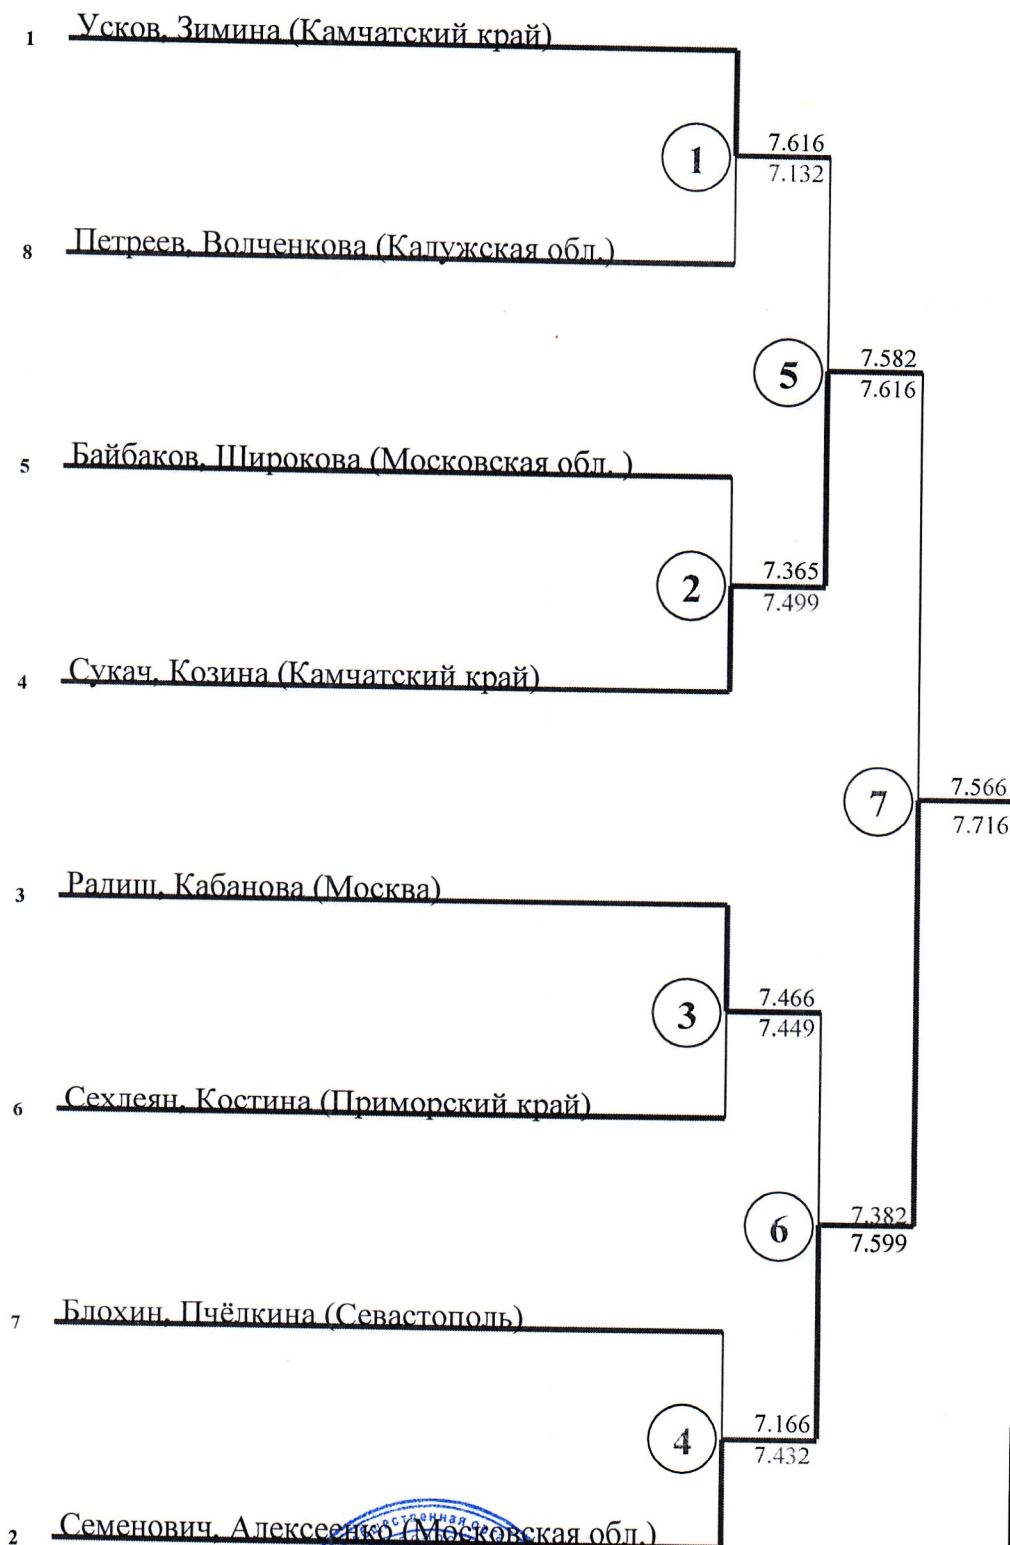 1 Усков, Зимина (Камчатский край)
7.616
1
7.132
8 Петреев, Волченкова (Калужская обл.)
7.582
5
7.616
5 Байбаков, Широкова (Московская обл. )
7.365
2
7.499
4 Сукач, Козина (Камчатский край)
7.566
7
7.716
3 Радиш, Кабанова (Москва)
7.466
3
7.449
6 Сехлеян, Костина (Приморский край)
7.382
6
7.599
7 Блохин, Пчёлкина (Севастополь)
7.166
4
7.432
2 Семенович, Алексеенко (Московская обл.)